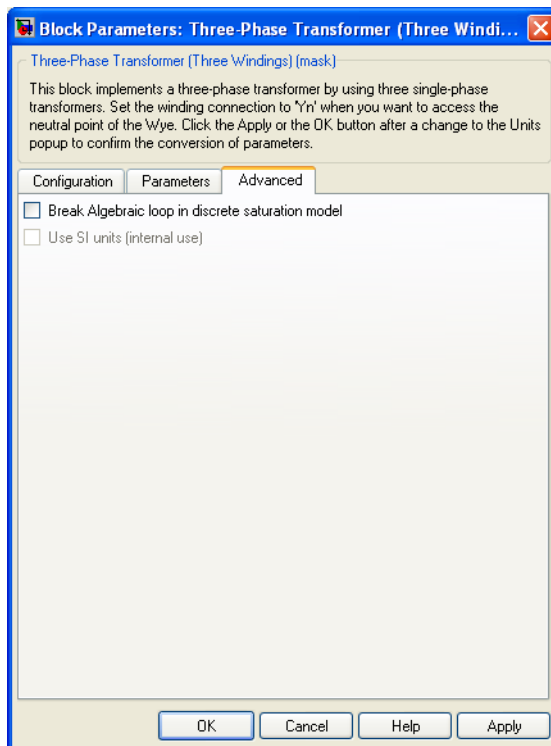 Block Parameters: Three-Phase Transformer (Three Windi...
Three-Phase Transformer (Three Windings) (mask)
This block implements a three-phase transformer by using three single-phase
transformers. Set the winding connection to 'Yn' when you want to access the
neutral point of the Wye. Click the Apply or the OK button after a change to the Units
popup to confirm the conversion of parameters.
Configuration Parameters Advanced
Break Algebraic loop in discrete saturation model
Use SI units (internal use)
OK Cancel Help Apply